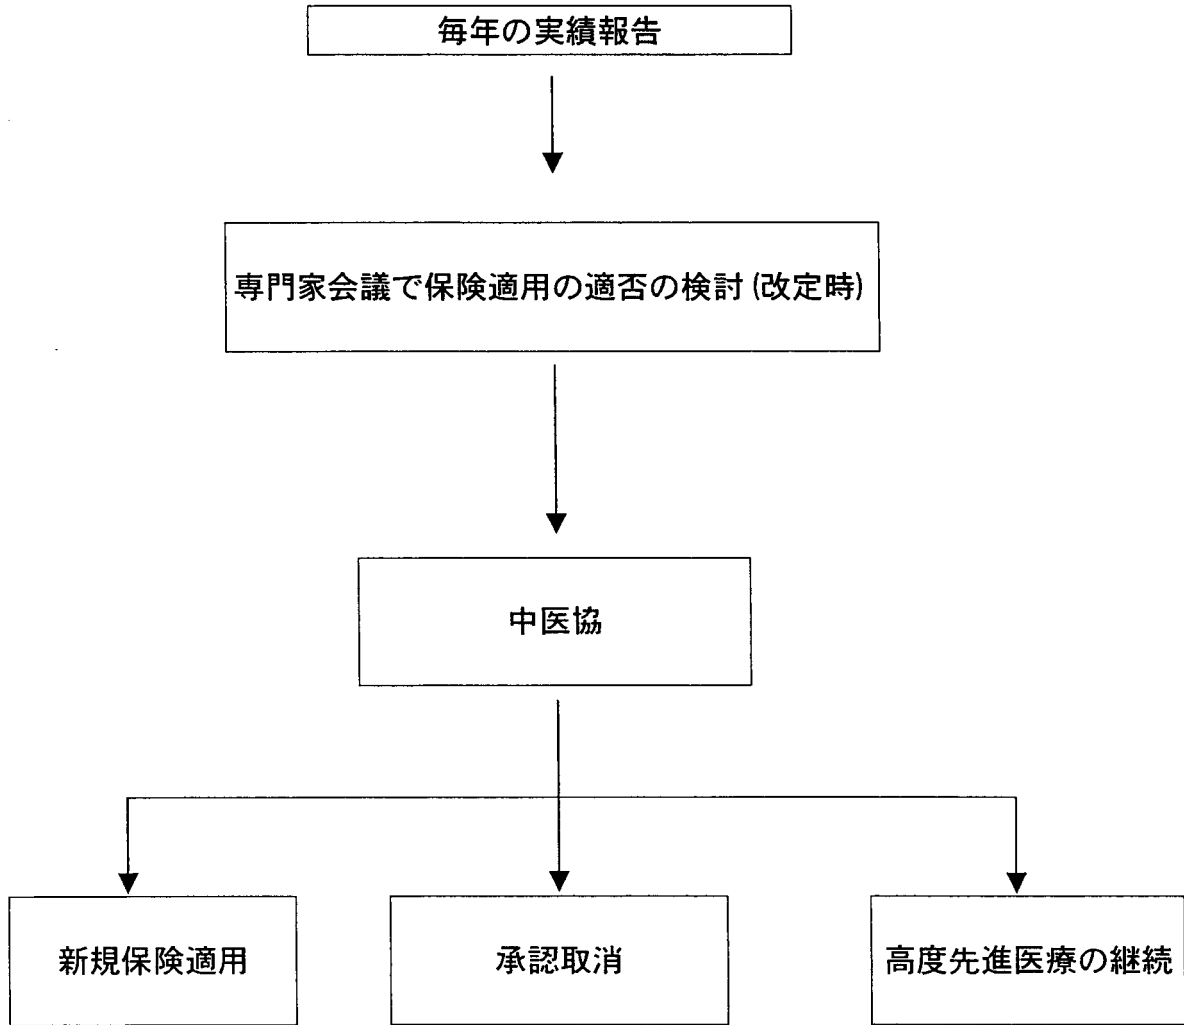 毎年の実績報告
専門家会議で保険適用の適否の検討(改定時)
中医協
新規保険適用
承認取消
高度先進医療の継続